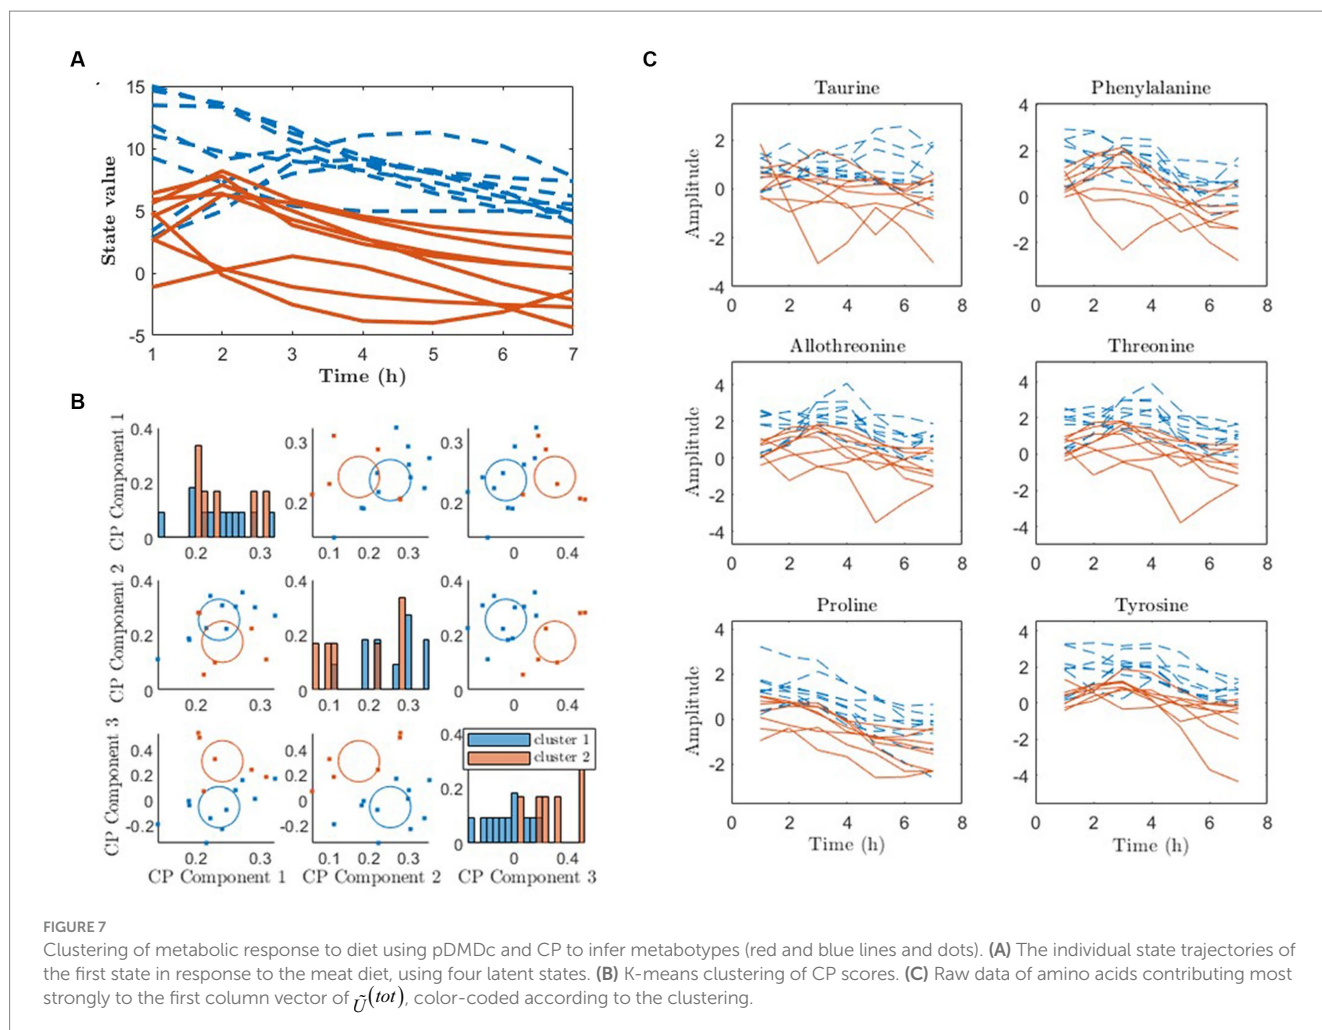 A
15
10
5
0
-5
State value
1 2 3 4 5 6 7
Time (h)
B
CP Component 1
0.4
0.2
0
0.2 0.3
0.3
0.2
0.1 0.2 0.3
0.3
0.2
0 0.4
CP Component 2
0.4
0.2
0
0.2 0.3
0.4
0.2
0
0.1 0.2 0.3
0.4
0.2
0
0 0.4
CP Component 3
0.4
0.2
0
-0.2
0.2 0.3
CP Component 1
0.4
0.2
0
-0.2
0.1 0.2 0.3
CP Component 2
0.4
0.2
0
cluster 1
cluster 2
0 0.4
CP Component 3
C
Taurine
Amplitude
2
0
-2
-4
0 2 4 6 8
Phenylalanine
4
2
0
-2
0 2 4 6 8
Allothreonine
Amplitude
4
2
0
-2
-4
0 2 4 6 8
Threonine
4
2
0
-2
-4
0 2 4 6 8
Proline
Amplitude
4
2
0
-2
0 2 4 6 8
Time (h)
Tyrosine
4
2
0
-2
-4
0 2 4 6 8
Time (h)
FIGURE 7
Clustering of metabolic response to diet using pDMDc and CP to infer metabotypes (red and blue lines and dots). (A) The individual state trajectories of
the first state in response to the meat diet, using four latent states. (B) K-means clustering of CP scores. (C) Raw data of amino acids contributing most
strongly to the first column vector of Ũ(tot), color-coded according to the clustering.